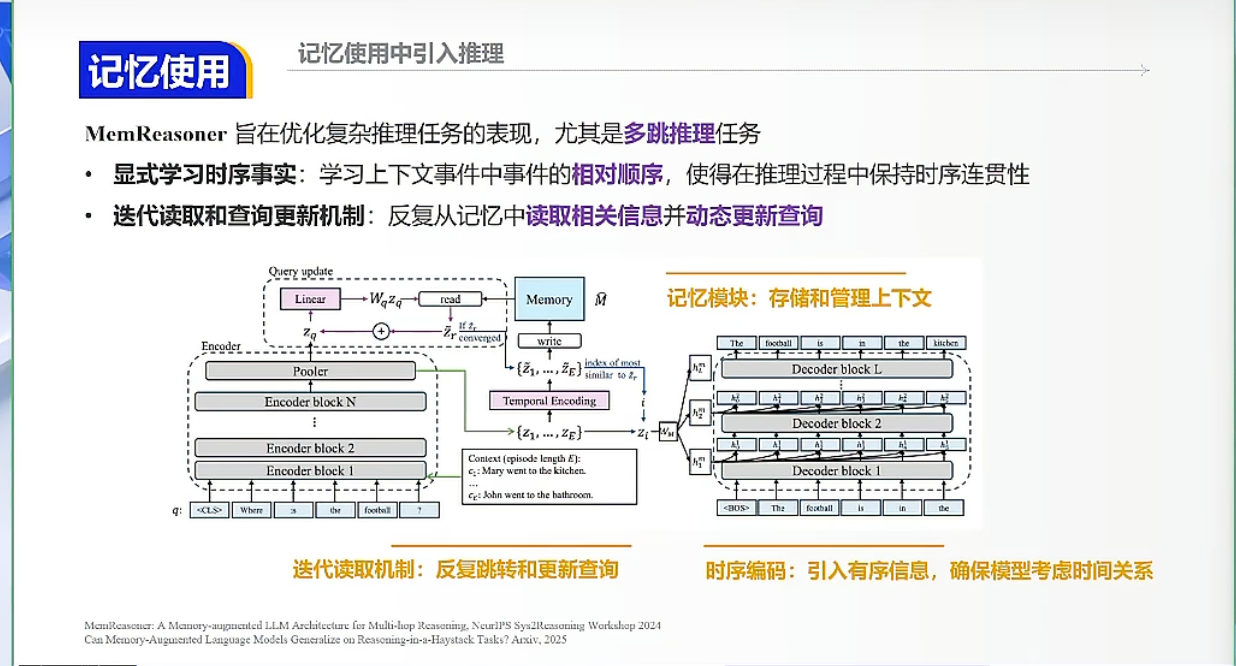 记忆使用
记忆使用中引入推理
MemReasoner 旨在优化复杂推理任务的表现，尤其是多跳推理任务
• 显式学习时序事实：学习上下文事件中事件的相对顺序，使得在推理过程中保持时序连贯性
• 迭代读取和查询更新机制：反复从记忆中读取相关信息并动态更新查询
Query update
Linear
W_q z_q
read
Memory
M̂
z_q
+
z̃_r
if z̃_r
converged
write
Encoder
Pooler
{z̃_1, …, z̃_E}
index of most
similar to z̃_r
Encoder block N
Temporal Encoding
i
⋮
{z_1, …, z_E}
z_i
W_M
Encoder block 2
Encoder block 1
Context (episode length E):
c_1: Mary went to the kitchen.
…
c_E: John went to the bathroom.
q: <CLS> Where is the football ?
记忆模块：存储和管理上下文
The football is in the kitchen
Decoder block L
⋮
Decoder block 2
h_2^m
Decoder block 1
h_1^m
<BOS> The football is in the
迭代读取机制：反复跳转和更新查询
时序编码：引入有序信息，确保模型考虑时间关系
MemReasoner: A Memory-augmented LLM Architecture for Multi-hop Reasoning, NeurIPS Sys2Reasoning Workshop 2024
Can Memory-Augmented Language Models Generalize on Reasoning-in-a-Haystack Tasks? Arxiv, 2025